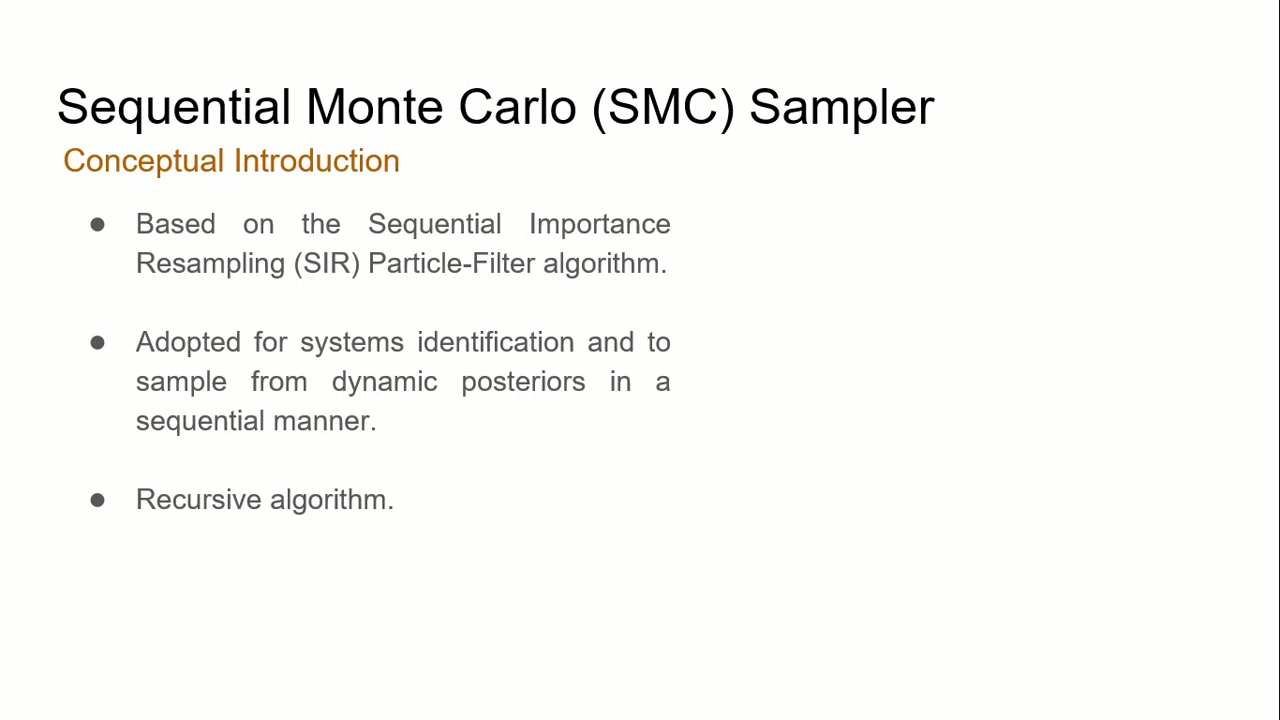 Sequential Monte Carlo (SMC) Sampler
Conceptual Introduction
● Based on the Sequential Importance
Resampling (SIR) Particle-Filter algorithm.
● Adopted for systems identification and to
sample from dynamic posteriors in a
sequential manner.
● Recursive algorithm.